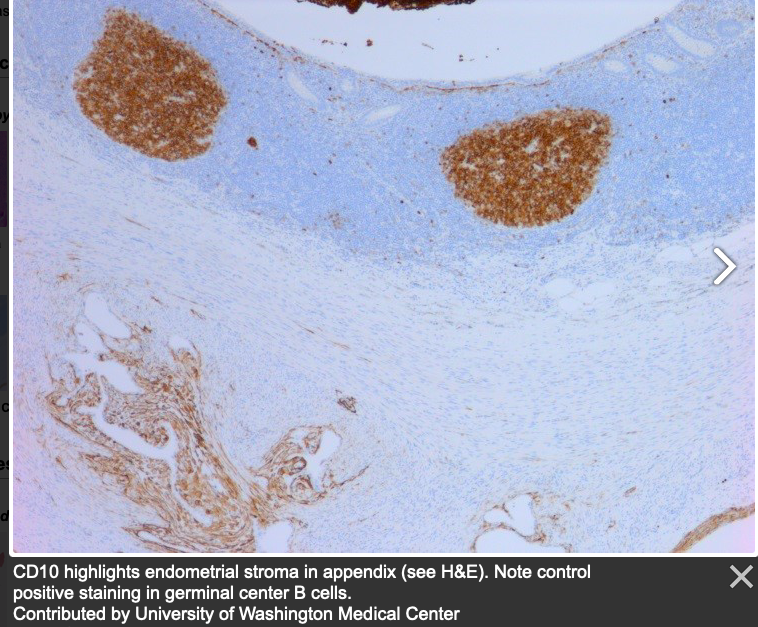 CD10 highlights endometrial stroma in appendix (see H&E). Note control
positive staining in germinal center B cells.
Contributed by University of Washington Medical Center